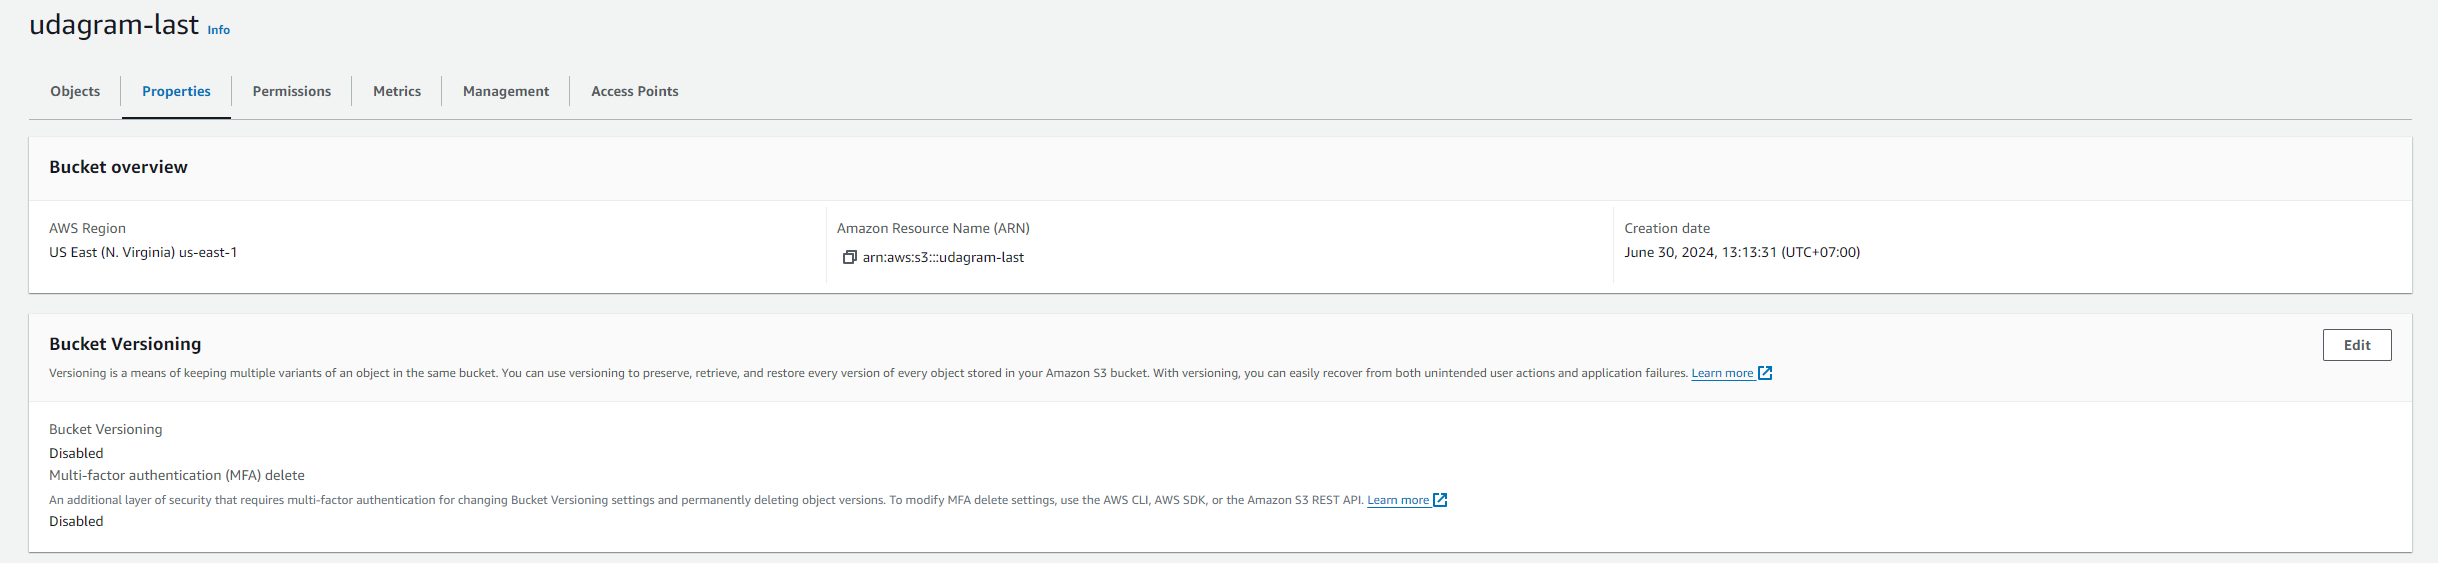 udagram-last Info
Objects Properties Permissions Metrics Management Access Points
Bucket overview
AWS Region
US East (N. Virginia) us-east-1
Amazon Resource Name (ARN)
arn:aws:s3:::udagram-last
Creation date
June 30, 2024, 13:13:31 (UTC+07:00)
Bucket Versioning
Edit
Versioning is a means of keeping multiple variants of an object in the same bucket. You can use versioning to preserve, retrieve, and restore every version of every object stored in your Amazon S3 bucket. With versioning, you can easily recover from both unintended user actions and application failures. Learn more
Bucket Versioning
Disabled
Multi-factor authentication (MFA) delete
An additional layer of security that requires multi-factor authentication for changing Bucket Versioning settings and permanently deleting object versions. To modify MFA delete settings, use the AWS CLI, AWS SDK, or the Amazon S3 REST API. Learn more
Disabled